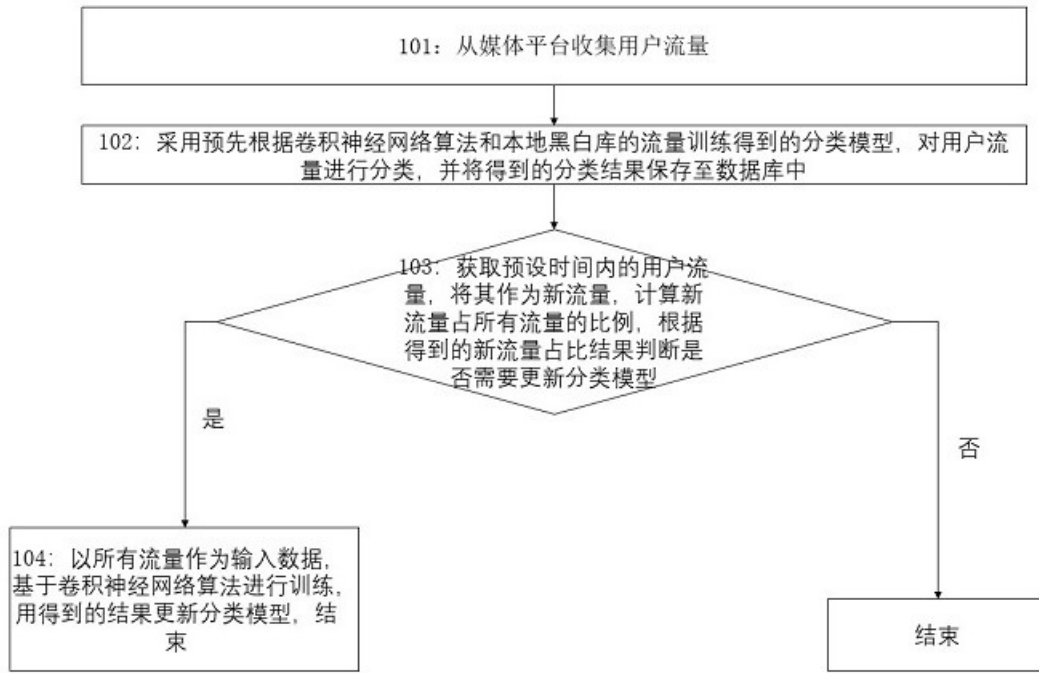 101：从媒体平台收集用户流量
102：采用预先根据卷积神经网络算法和本地黑白库的流量训练得到的分类模型，对用户流
量进行分类，并将得到的分类结果保存至数据库中
103：获取预设时间内的用户流
量，将其作为新流量，计算新
流量占所有流量的比例，根据
得到的新流量占比结果判断是
否需要更新分类模型
是
否
104：以所有流量作为输入数据，
基于卷积神经网络算法进行训练，
用得到的结果更新分类模型，结
束
结束